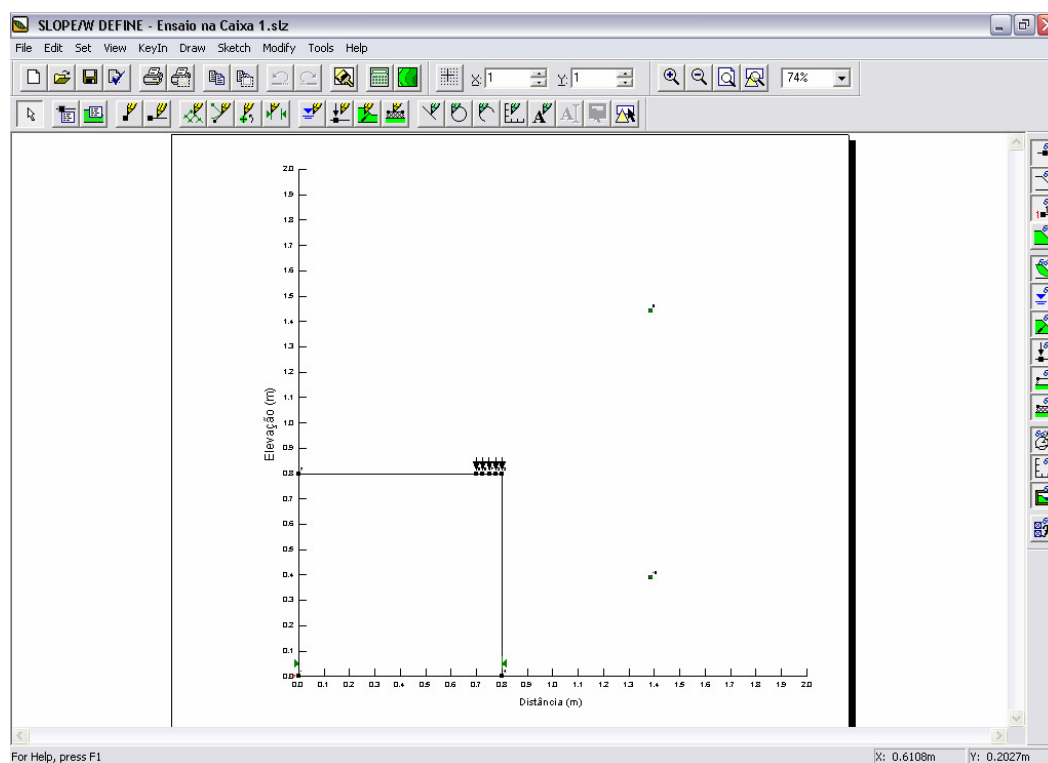 SLOPE/W DEFINE - Ensaio na Caixa 1.slz
File Edit Set View KeyIn Draw Sketch Modify Tools Help
X: 1 Y: 1 74%
2.0
1.9
1.8
1.7
1.6
1.5
1.4
1.3
1.2
1.1
1.0
0.9
0.8
0.7
0.6
0.5
0.4
0.3
0.2
0.1
0.0
Elevação (m)
0.0 0.1 0.2 0.3 0.4 0.5 0.6 0.7 0.8 0.9 1.0 1.1 1.2 1.3 1.4 1.5 1.6 1.7 1.8 1.9 2.0
Distância (m)
For Help, press F1
X: 0.6108m Y: 0.2027m